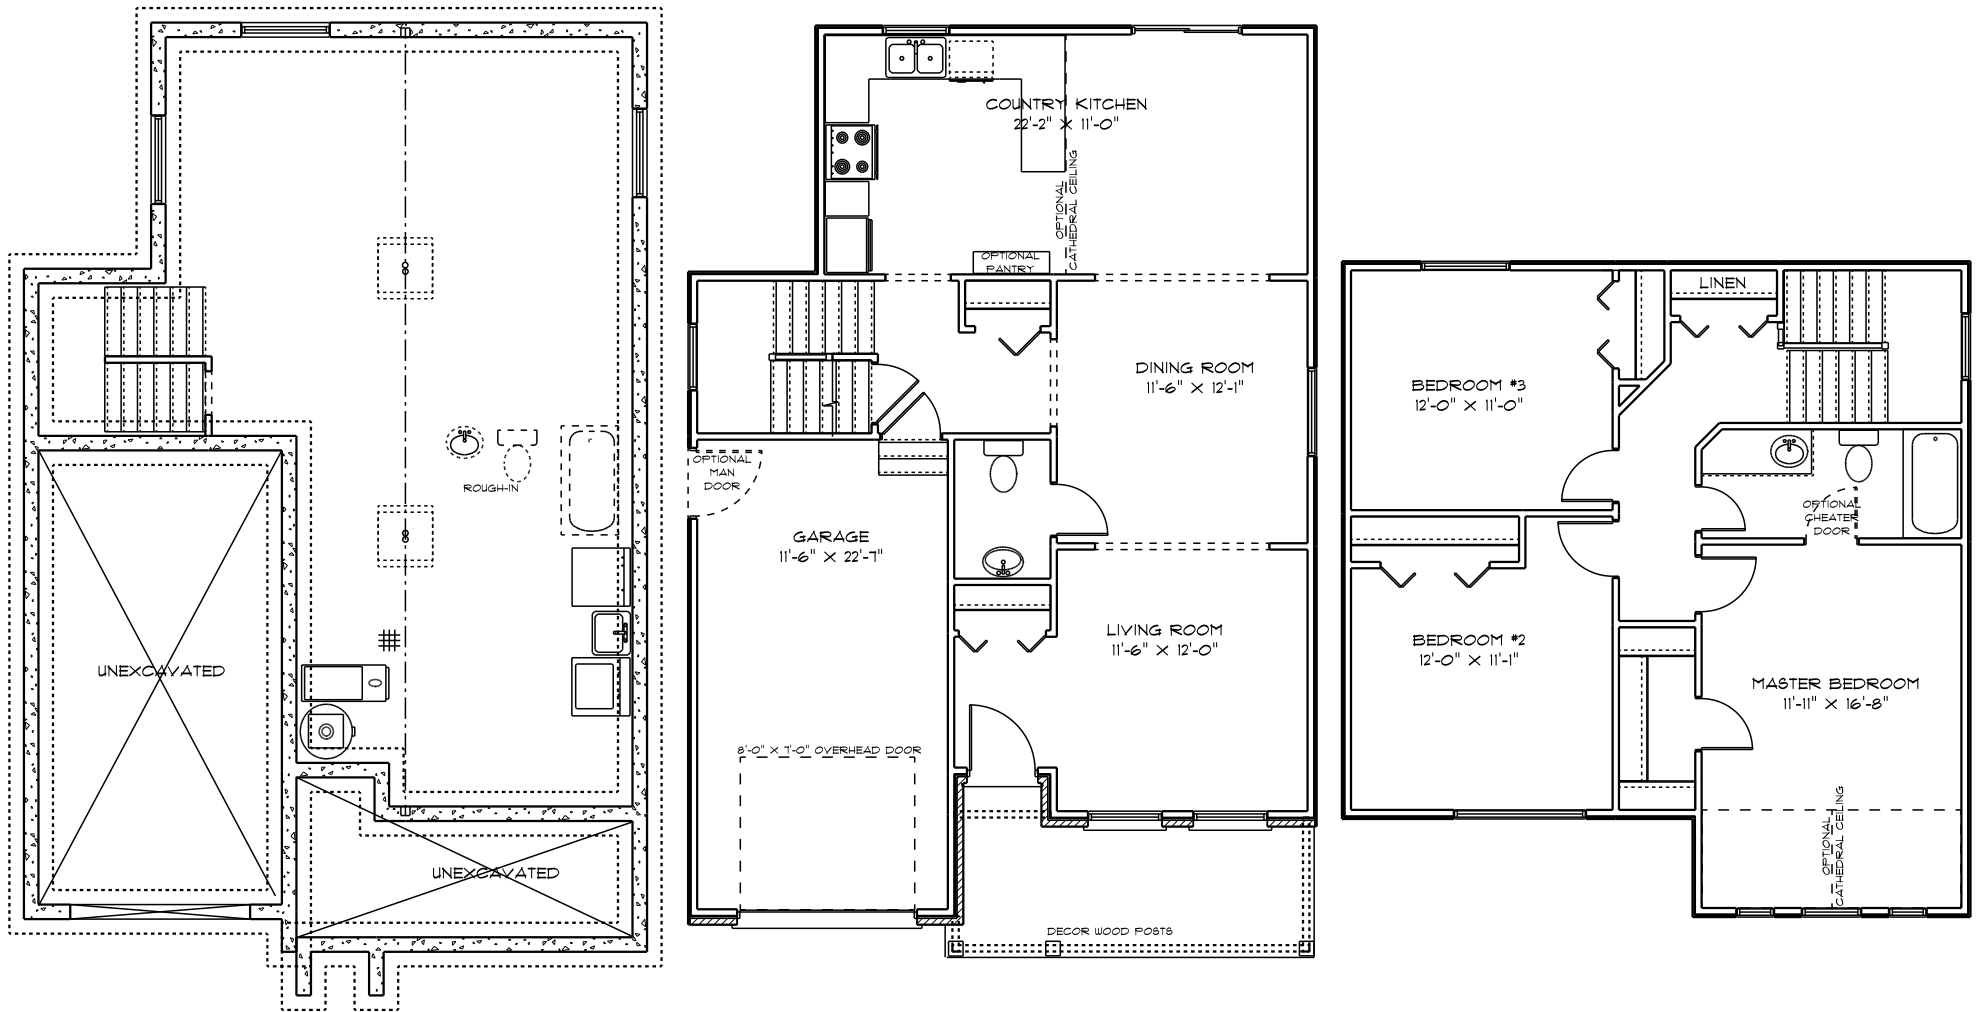 ROUGH-IN
UNEXCAVATED
UNEXCAVATED
COUNTRY KITCHEN
22'-2" X 11'-0"
OPTIONAL
CATHEDRAL CEILING
OPTIONAL
PANTRY
DINING ROOM
11'-6" X 12'-1"
OPTIONAL
MAN
DOOR
GARAGE
11'-6" X 22'-7"
LIVING ROOM
11'-6" X 12'-0"
8'-0" X 7'-0" OVERHEAD DOOR
DECOR WOOD POSTS
LINEN
BEDROOM #3
12'-0" X 11'-0"
OPTIONAL
CHEATER
DOOR
BEDROOM #2
12'-0" X 11'-1"
MASTER BEDROOM
11'-11" X 16'-8"
OPTIONAL
CATHEDRAL CEILING